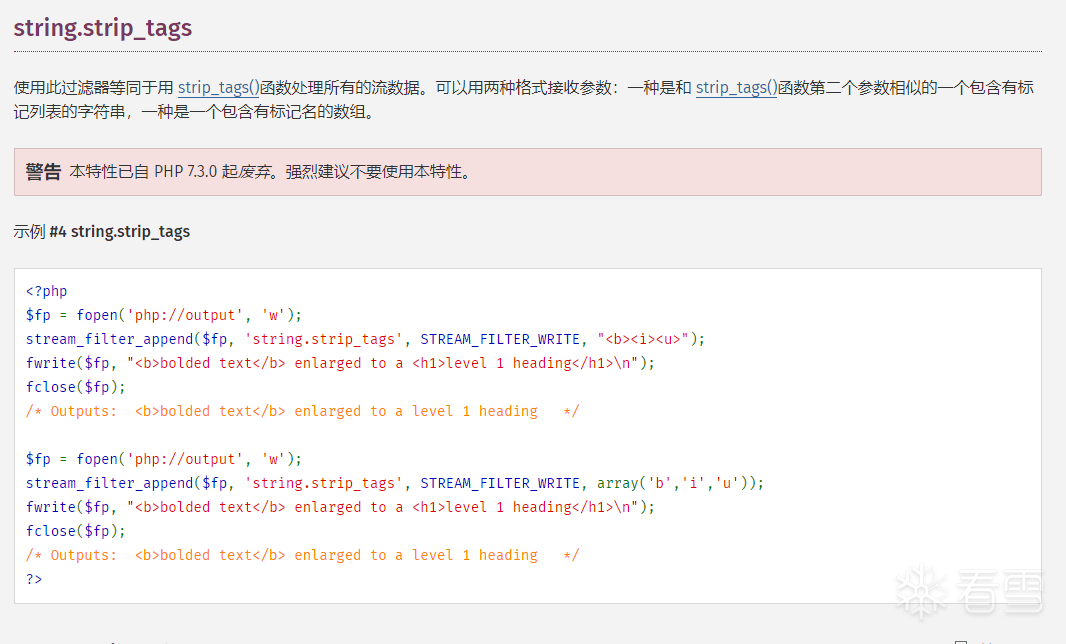 string.strip_tags
使用此过滤器等同于用 strip_tags()函数处理所有的流数据。可以用两种格式接收参数：一种是和 strip_tags()函数第二个参数相似的一个包含有标
记列表的字符串，一种是一个包含有标记名的数组。
警告 本特性已自 PHP 7.3.0 起废弃。强烈建议不要使用本特性。
示例 #4 string.strip_tags
<?php
$fp = fopen('php://output', 'w');
stream_filter_append($fp, 'string.strip_tags', STREAM_FILTER_WRITE, "<b><i><u>");
fwrite($fp, "<b>bolded text</b> enlarged to a <h1>level 1 heading</h1>\n");
fclose($fp);
/* Outputs:  <b>bolded text</b> enlarged to a level 1 heading   */
$fp = fopen('php://output', 'w');
stream_filter_append($fp, 'string.strip_tags', STREAM_FILTER_WRITE, array('b','i','u'));
fwrite($fp, "<b>bolded text</b> enlarged to a <h1>level 1 heading</h1>\n");
fclose($fp);
/* Outputs:  <b>bolded text</b> enlarged to a level 1 heading   */
?>
看雪